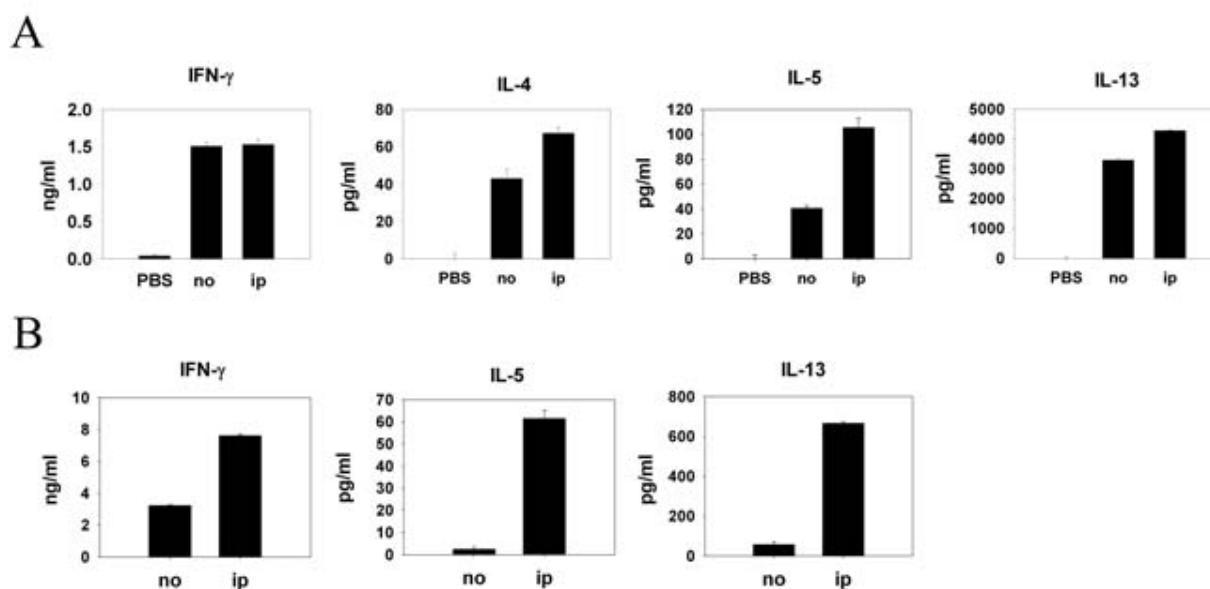 A
IFN-γ
ng/ml
2.0
1.5
1.0
0.5
0.0
PBS no ip
IL-4
pg/ml
80
60
40
20
0
PBS no ip
IL-5
pg/ml
120
100
80
60
40
20
0
PBS no ip
IL-13
pg/ml
5000
4000
3000
2000
1000
0
PBS no ip
B
IFN-γ
ng/ml
10
8
6
4
2
0
no ip
IL-5
pg/ml
70
60
50
40
30
20
10
0
no ip
IL-13
pg/ml
800
600
400
200
0
no ip